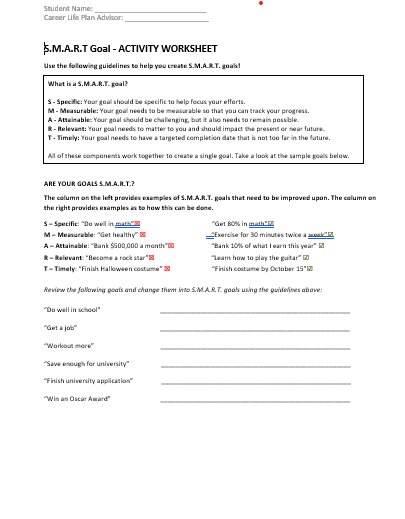 Student Name: ____________________
Career Life Plan Advisor: ____________________
S.M.A.R.T Goal - ACTIVITY WORKSHEET
Use the following guidelines to help you create S.M.A.R.T. goals!
What is a S.M.A.R.T. goal?
S - Specific: Your goal should be specific to help focus your efforts.
M - Measurable: Your goal needs to be measurable so that you can track your progress.
A - Attainable: Your goal should be challenging, but it also needs to remain possible.
R - Relevant: Your goal needs to matter to you and should impact the present or near future.
T - Timely: Your goal needs to have a targeted completion date that is not too far in the future.
All of these components work together to create a single goal. Take a look at the sample goals below.
ARE YOUR GOALS S.M.A.R.T.?
The column on the left provides examples of S.M.A.R.T. goals that need to be improved upon. The column on
the right provides examples as to how this can be done.
S – Specific: “Do well in math”☒ “Get 80% in math”☑
M – Measurable: “Get healthy” ☒ “Exercise for 30 minutes twice a week”☑
A – Attainable: “Bank $500,000 a month”☒ “Bank 10% of what I earn this year” ☑
R – Relevant: “Become a rock star”☒ “Learn how to play the guitar” ☑
T – Timely: “Finish Halloween costume” ☒ “Finish costume by October 15”☑
Review the following goals and change them into S.M.A.R.T. goals using the guidelines above:
“Do well in school” ____________________
“Get a job” ____________________
“Workout more” ____________________
“Save enough for university” ____________________
“Finish university application” ____________________
“Win an Oscar Award” ____________________